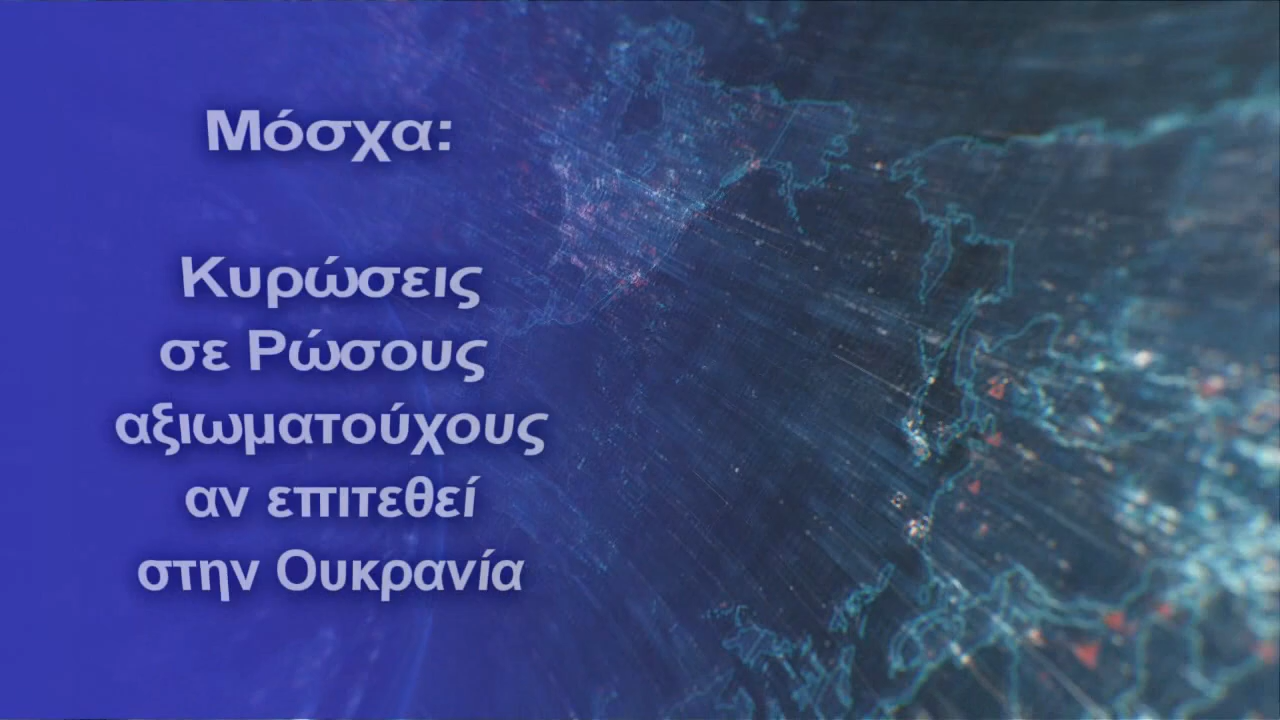 Μόσχα:
Κυρώσεις
σε Ρώσους
αξιωματούχους
αν επιτεθεί
στην Ουκρανία